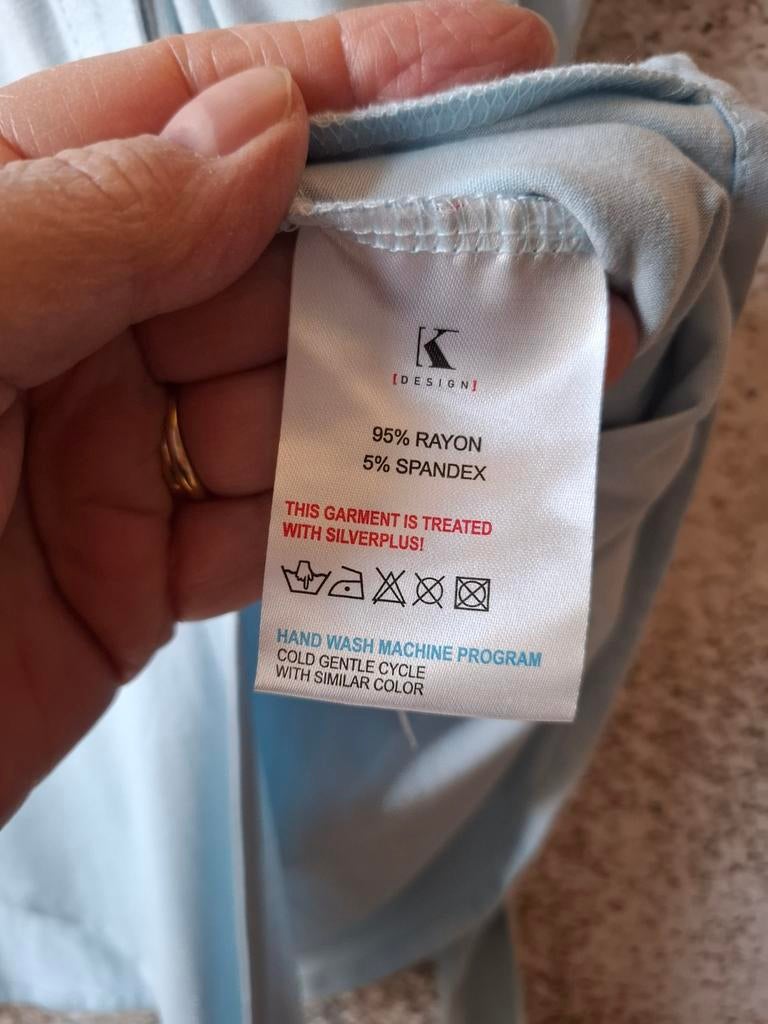 K
[DESIGN]
95% RAYON
5% SPANDEX
THIS GARMENT IS TREATED
WITH SILVERPLUS!
HAND WASH MACHINE PROGRAM
COLD GENTLE CYCLE
WITH SIMILAR COLOR